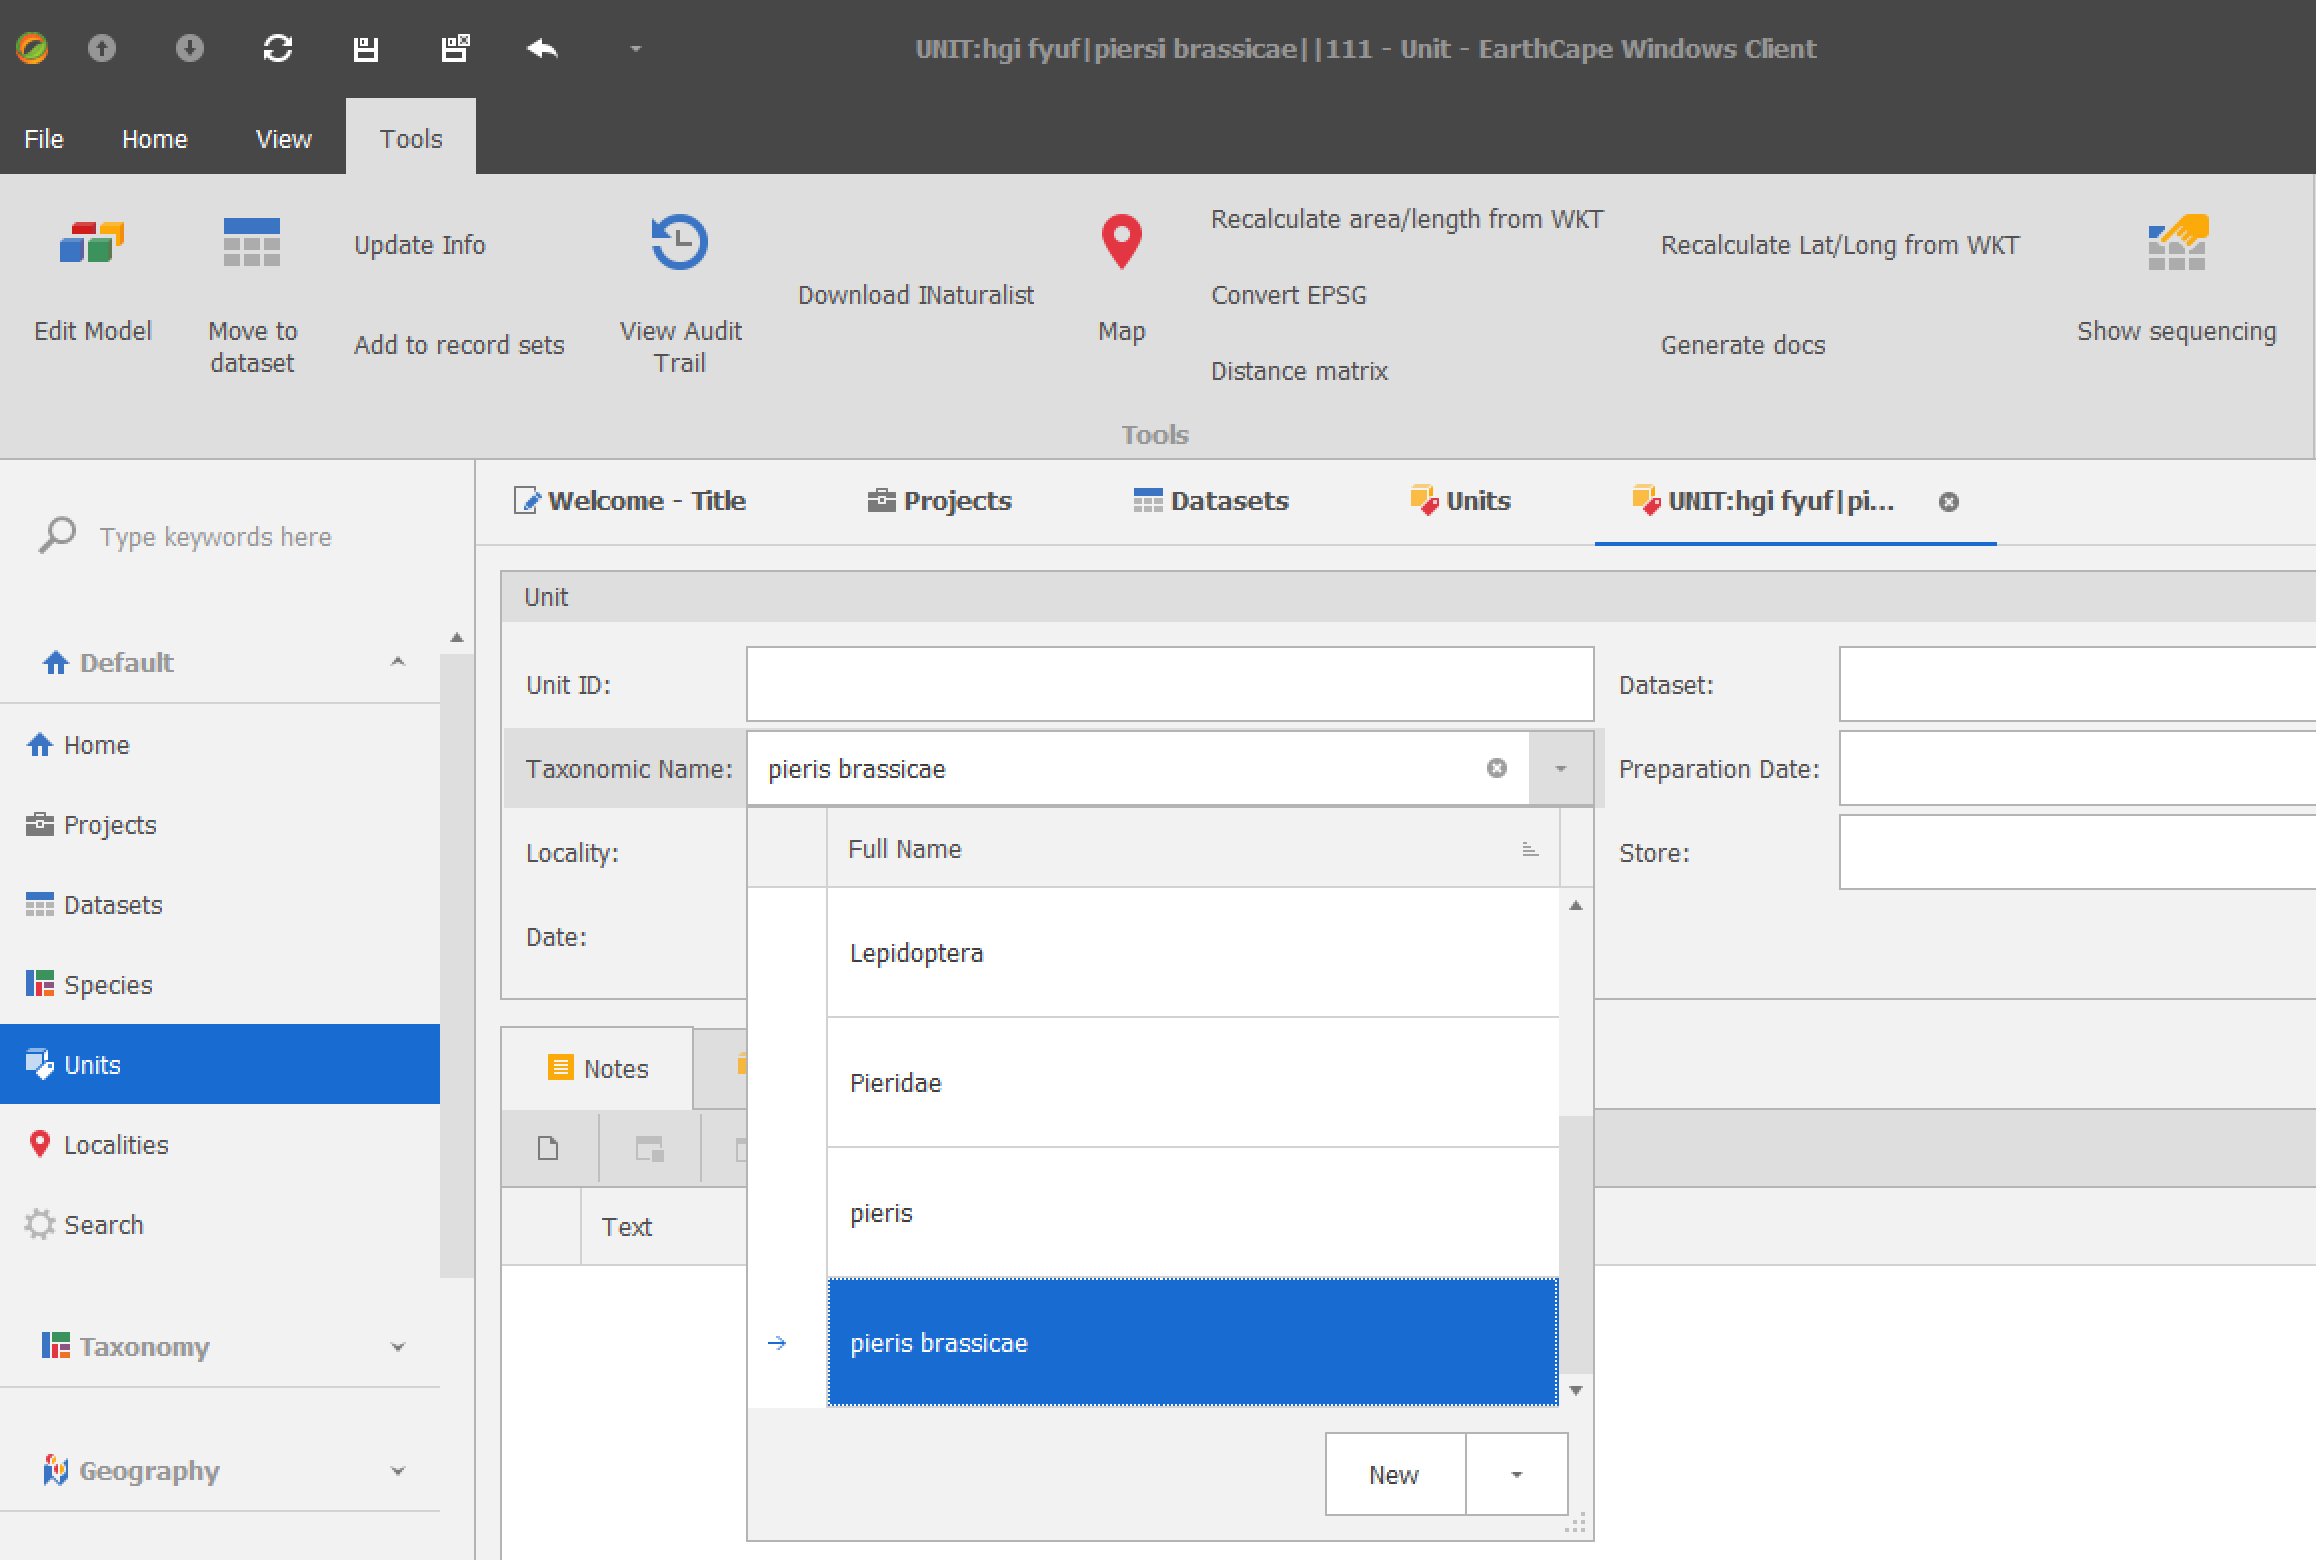 UNIT:hgi fyuf|piersi brassicae||111 - Unit - EarthCape Windows Client
File Home View Tools
Edit Model
Move to
dataset
Update Info
Add to record sets
View Audit
Trail
Download INaturalist
Map
Recalculate area/length from WKT
Convert EPSG
Distance matrix
Recalculate Lat/Long from WKT
Generate docs
Show sequencing
Tools
Type keywords here
Default
Home
Projects
Datasets
Species
Units
Localities
Search
Taxonomy
Geography
Welcome - Title Projects Datasets Units UNIT:hgi fyuf|pi...
Unit
Unit ID:
Dataset:
Taxonomic Name: pieris brassicae
Preparation Date:
Locality:
Store:
Date:
Full Name
Lepidoptera
Pieridae
pieris
pieris brassicae
New
Notes
Text